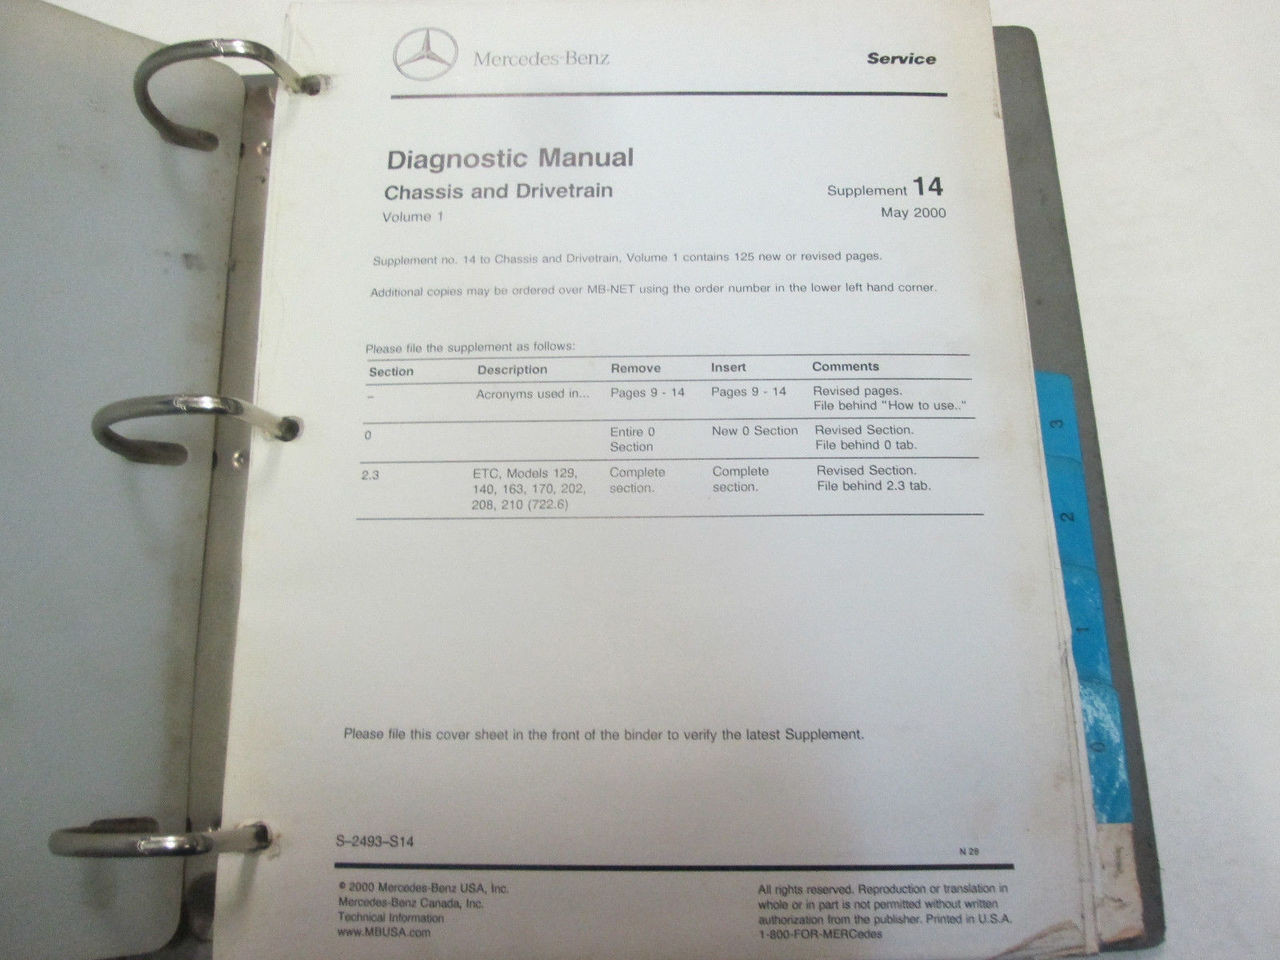 Mercedes-Benz
Service
Diagnostic Manual
Chassis and Drivetrain
Volume 1
Supplement 14
May 2000
Supplement no. 14 to Chassis and Drivetrain, Volume 1 contains 125 new or revised pages.
Additional copies may be ordered over MB-NET using the order number in the lower left hand corner.
Please file the supplement as follows:
Section Description Remove Insert Comments
– Acronyms used in... Pages 9 - 14 Pages 9 - 14 Revised pages.
File behind "How to use.."
0 Entire 0 New 0 Section Revised Section.
Section File behind 0 tab.
2.3 ETC, Models 129, Complete Complete Revised Section.
140, 163, 170, 202, section. section. File behind 2.3 tab.
208, 210 (722.6)
Please file this cover sheet in the front of the binder to verify the latest Supplement.
S–2493–S14
N 28
© 2000 Mercedes-Benz USA, Inc.
Mercedes-Benz Canada, Inc.
Technical Information
www.MBUSA.com
All rights reserved. Reproduction or translation in
whole or in part is not permitted without written
authorization from the publisher. Printed in U.S.A.
1-800-FOR-MERCedes
3
2
1
0